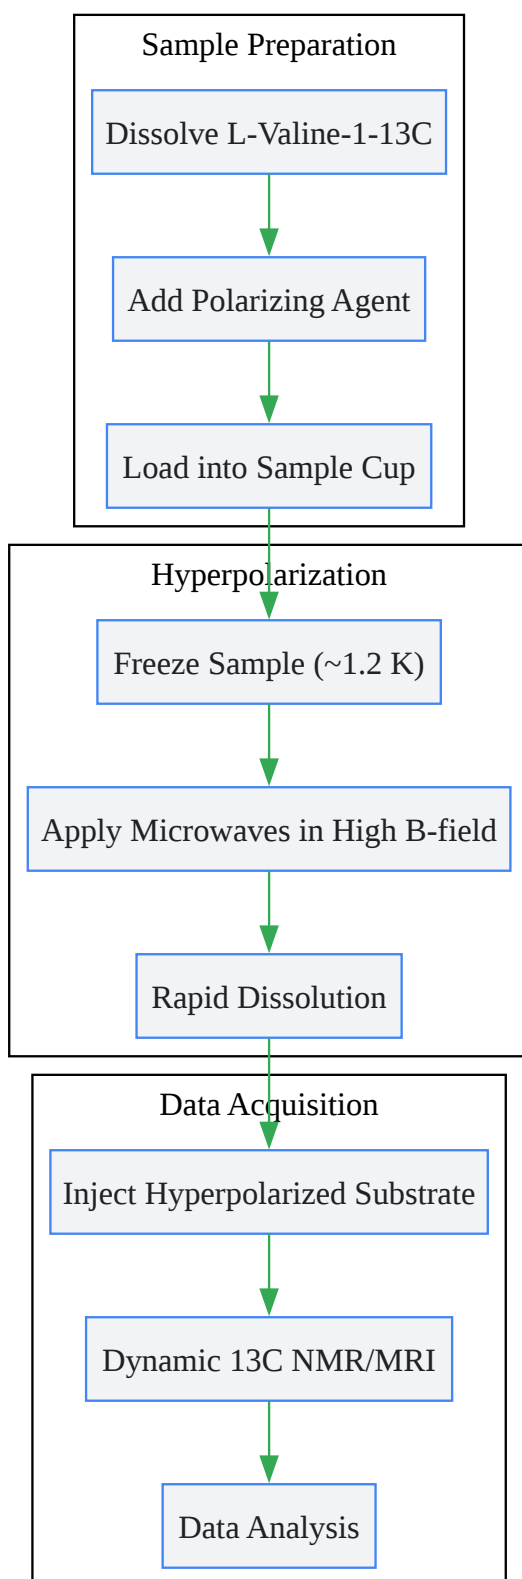 Sample Preparation
Dissolve L-Valine-1-13C
Add Polarizing Agent
Load into Sample Cup
Hyperpolarization
Freeze Sample (~1.2 K)
Apply Microwaves in High B-field
Rapid Dissolution
Data Acquisition
Inject Hyperpolarized Substrate
Dynamic 13C NMR/MRI
Data Analysis